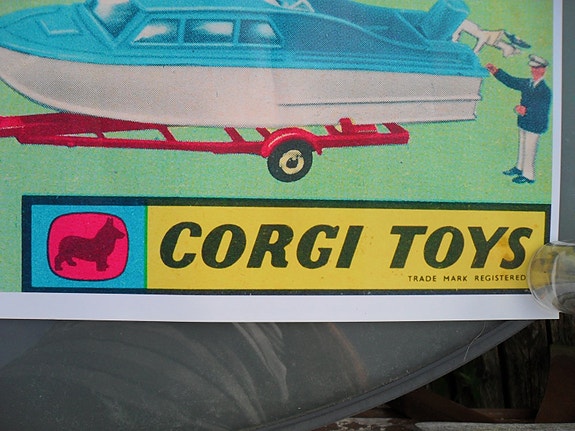 CORGI TOYS
TRADE MARK REGISTERED